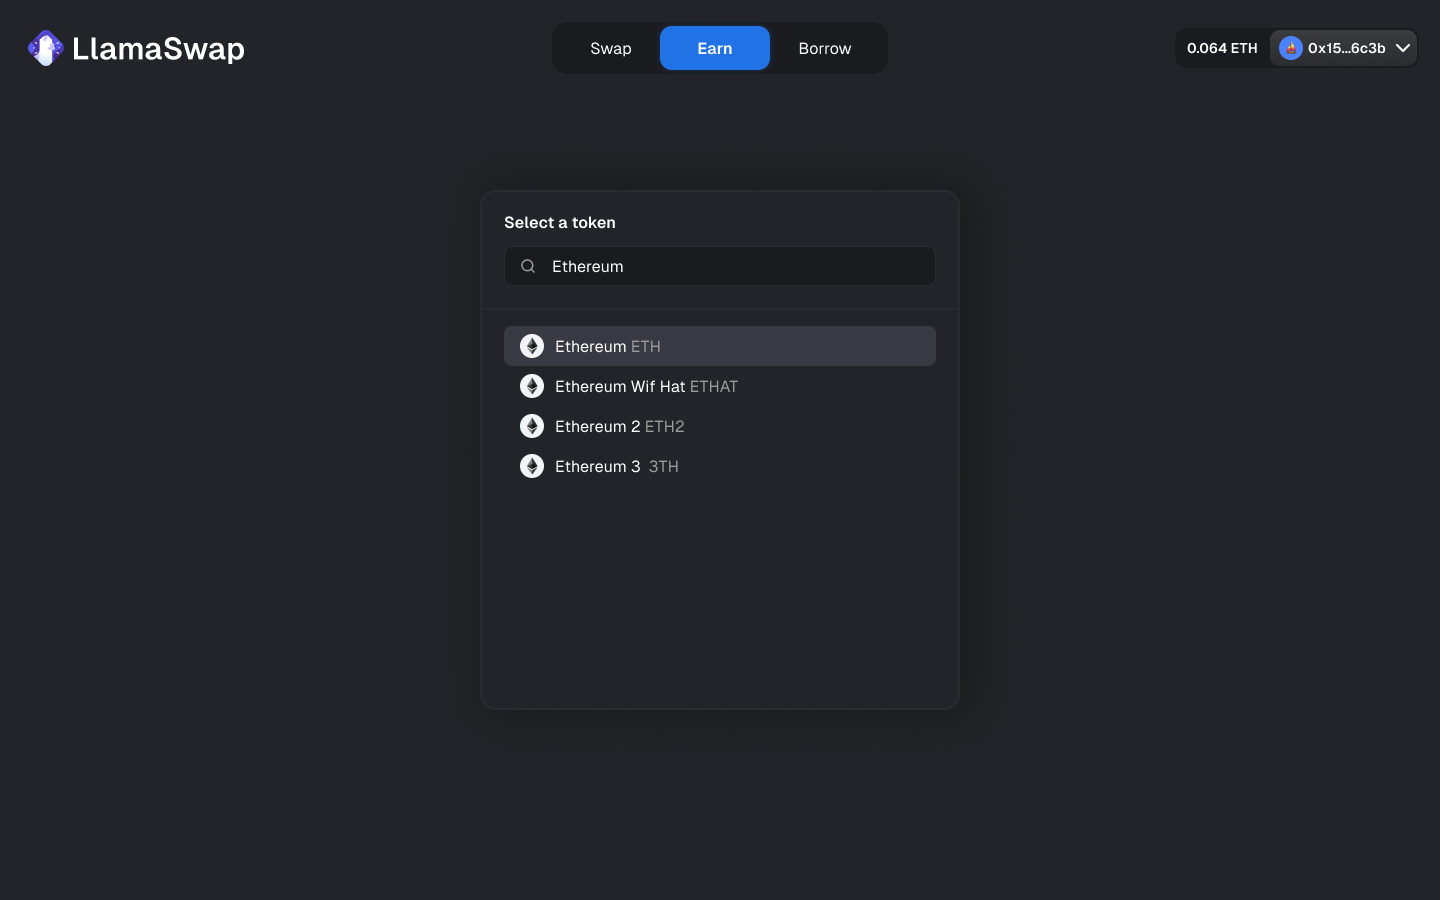 LlamaSwap
Swap
Earn
Borrow
0.064 ETH
0x15...6c3b
Select a token
Ethereum
Ethereum ETH
Ethereum Wif Hat ETHAT
Ethereum 2 ETH2
Ethereum 3 3TH